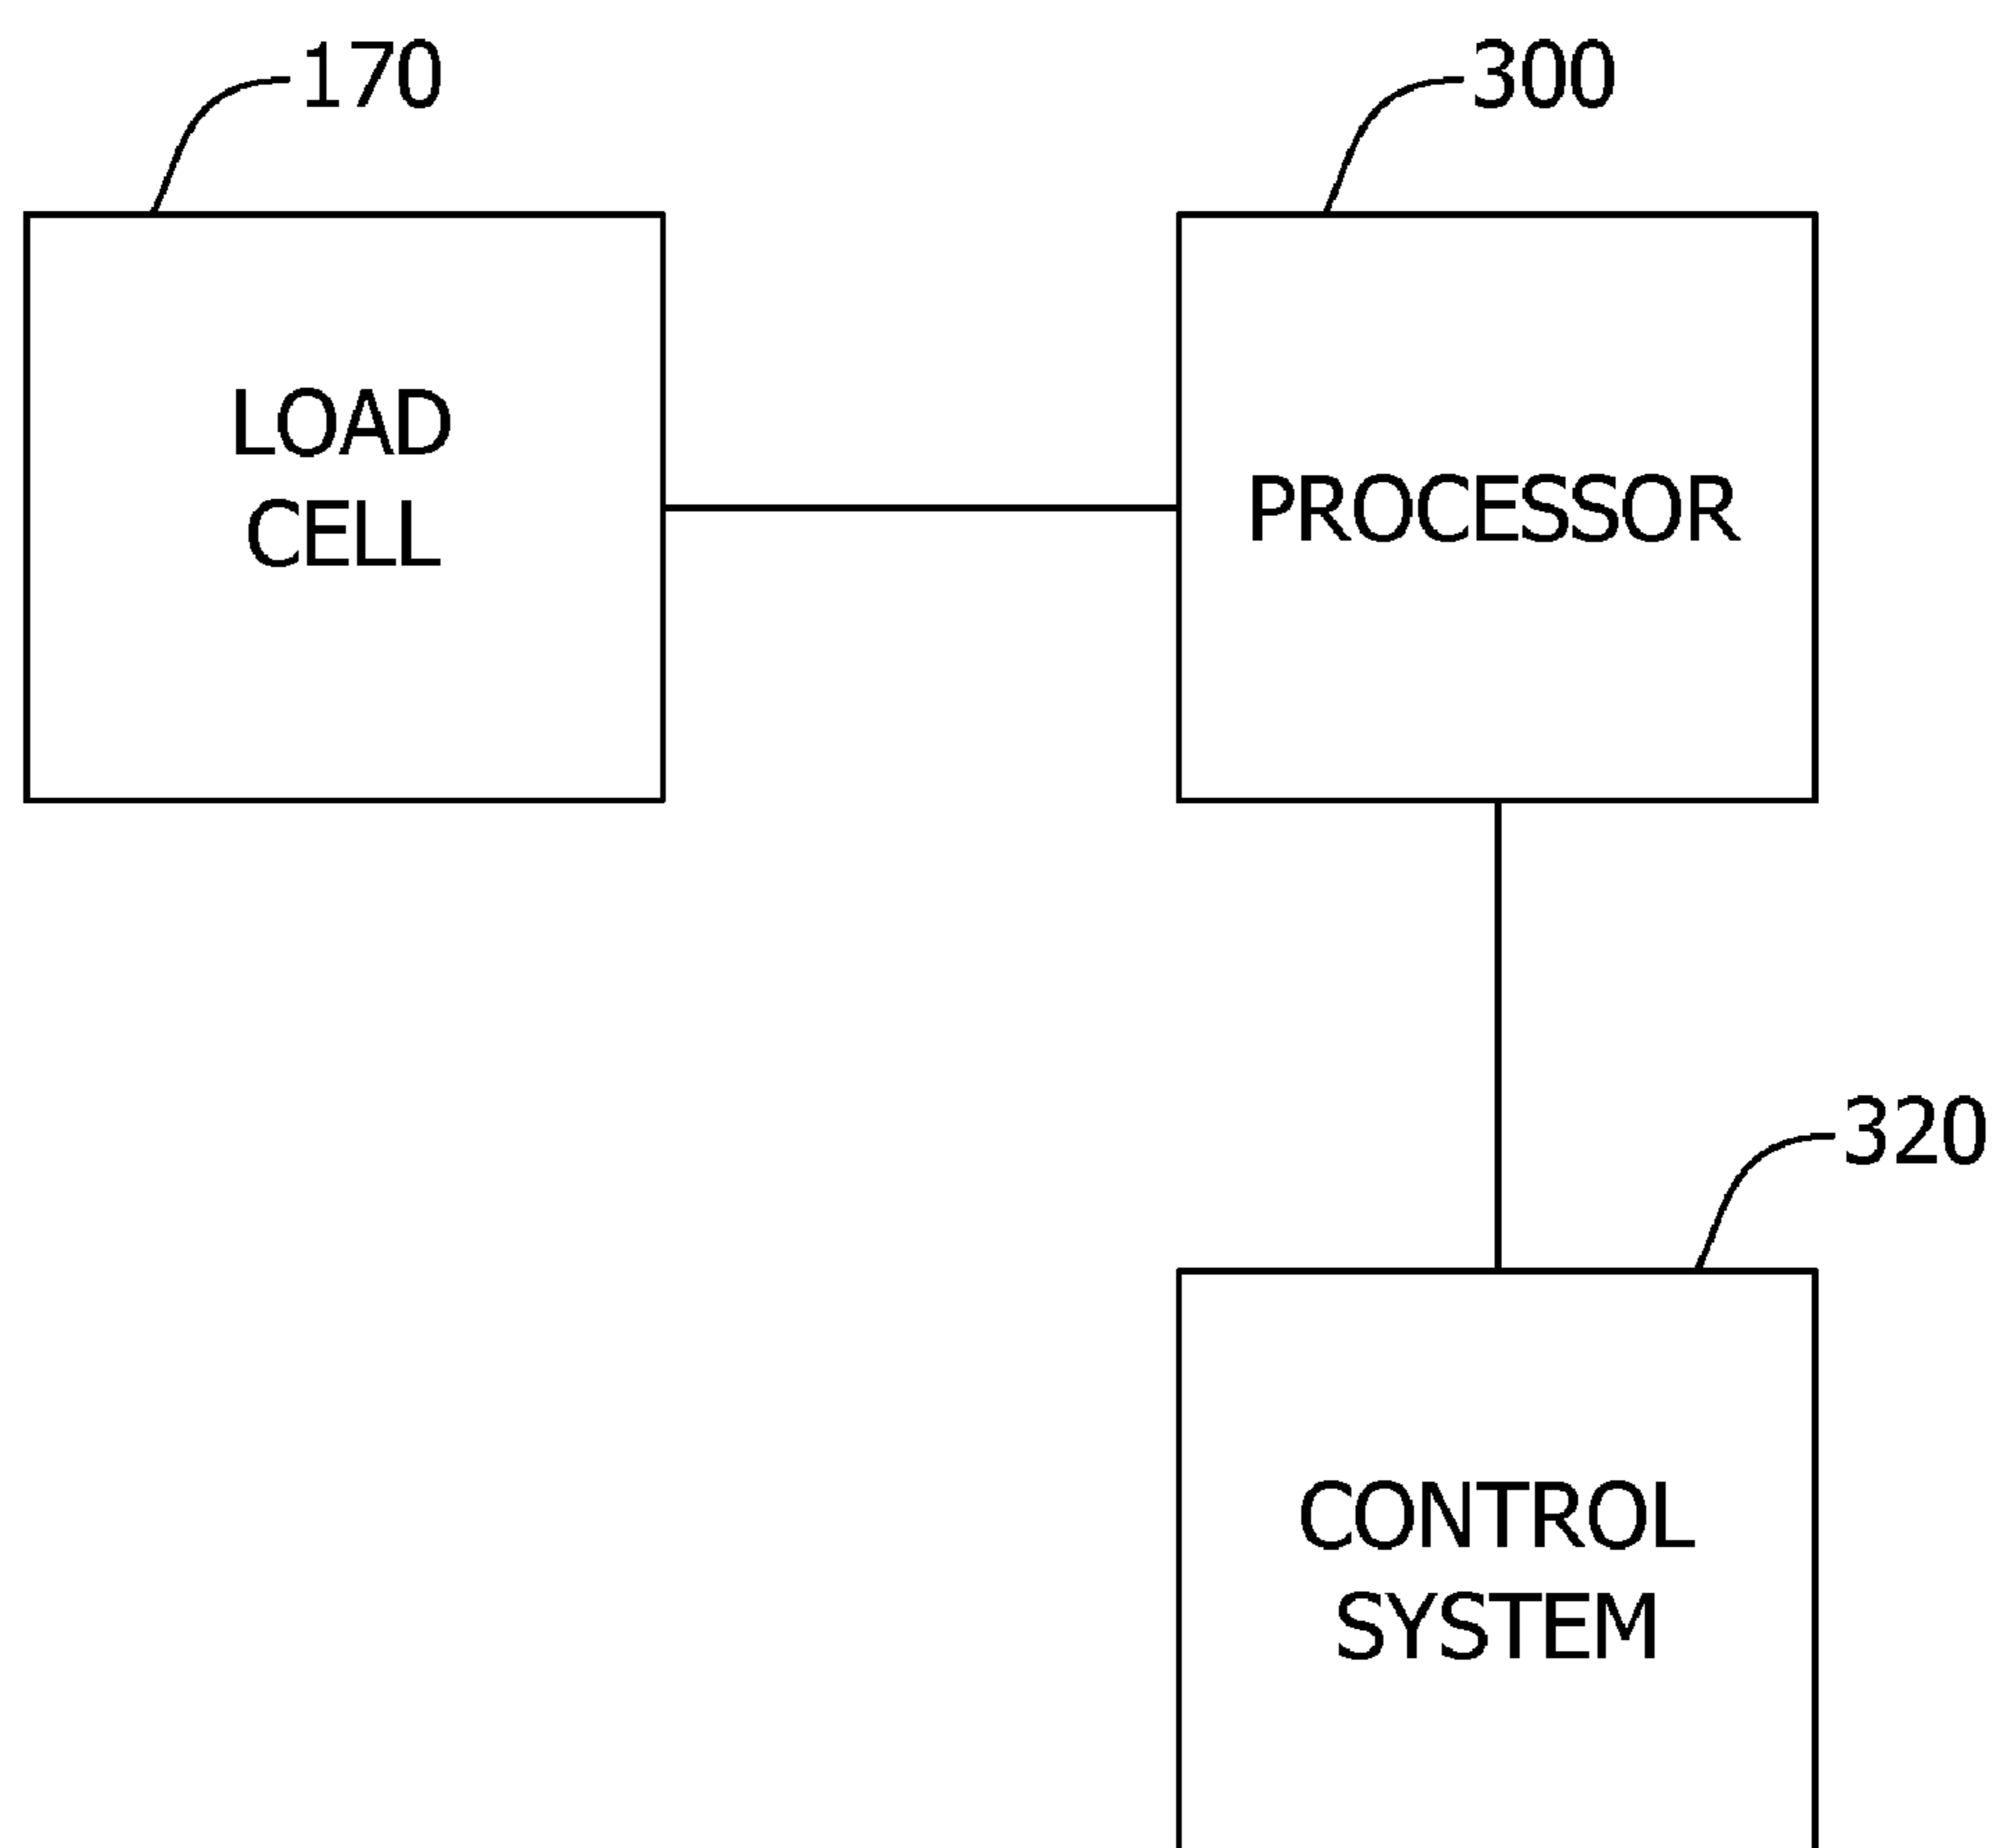 170
300
LOAD
CELL
PROCESSOR
320
CONTROL
SYSTEM